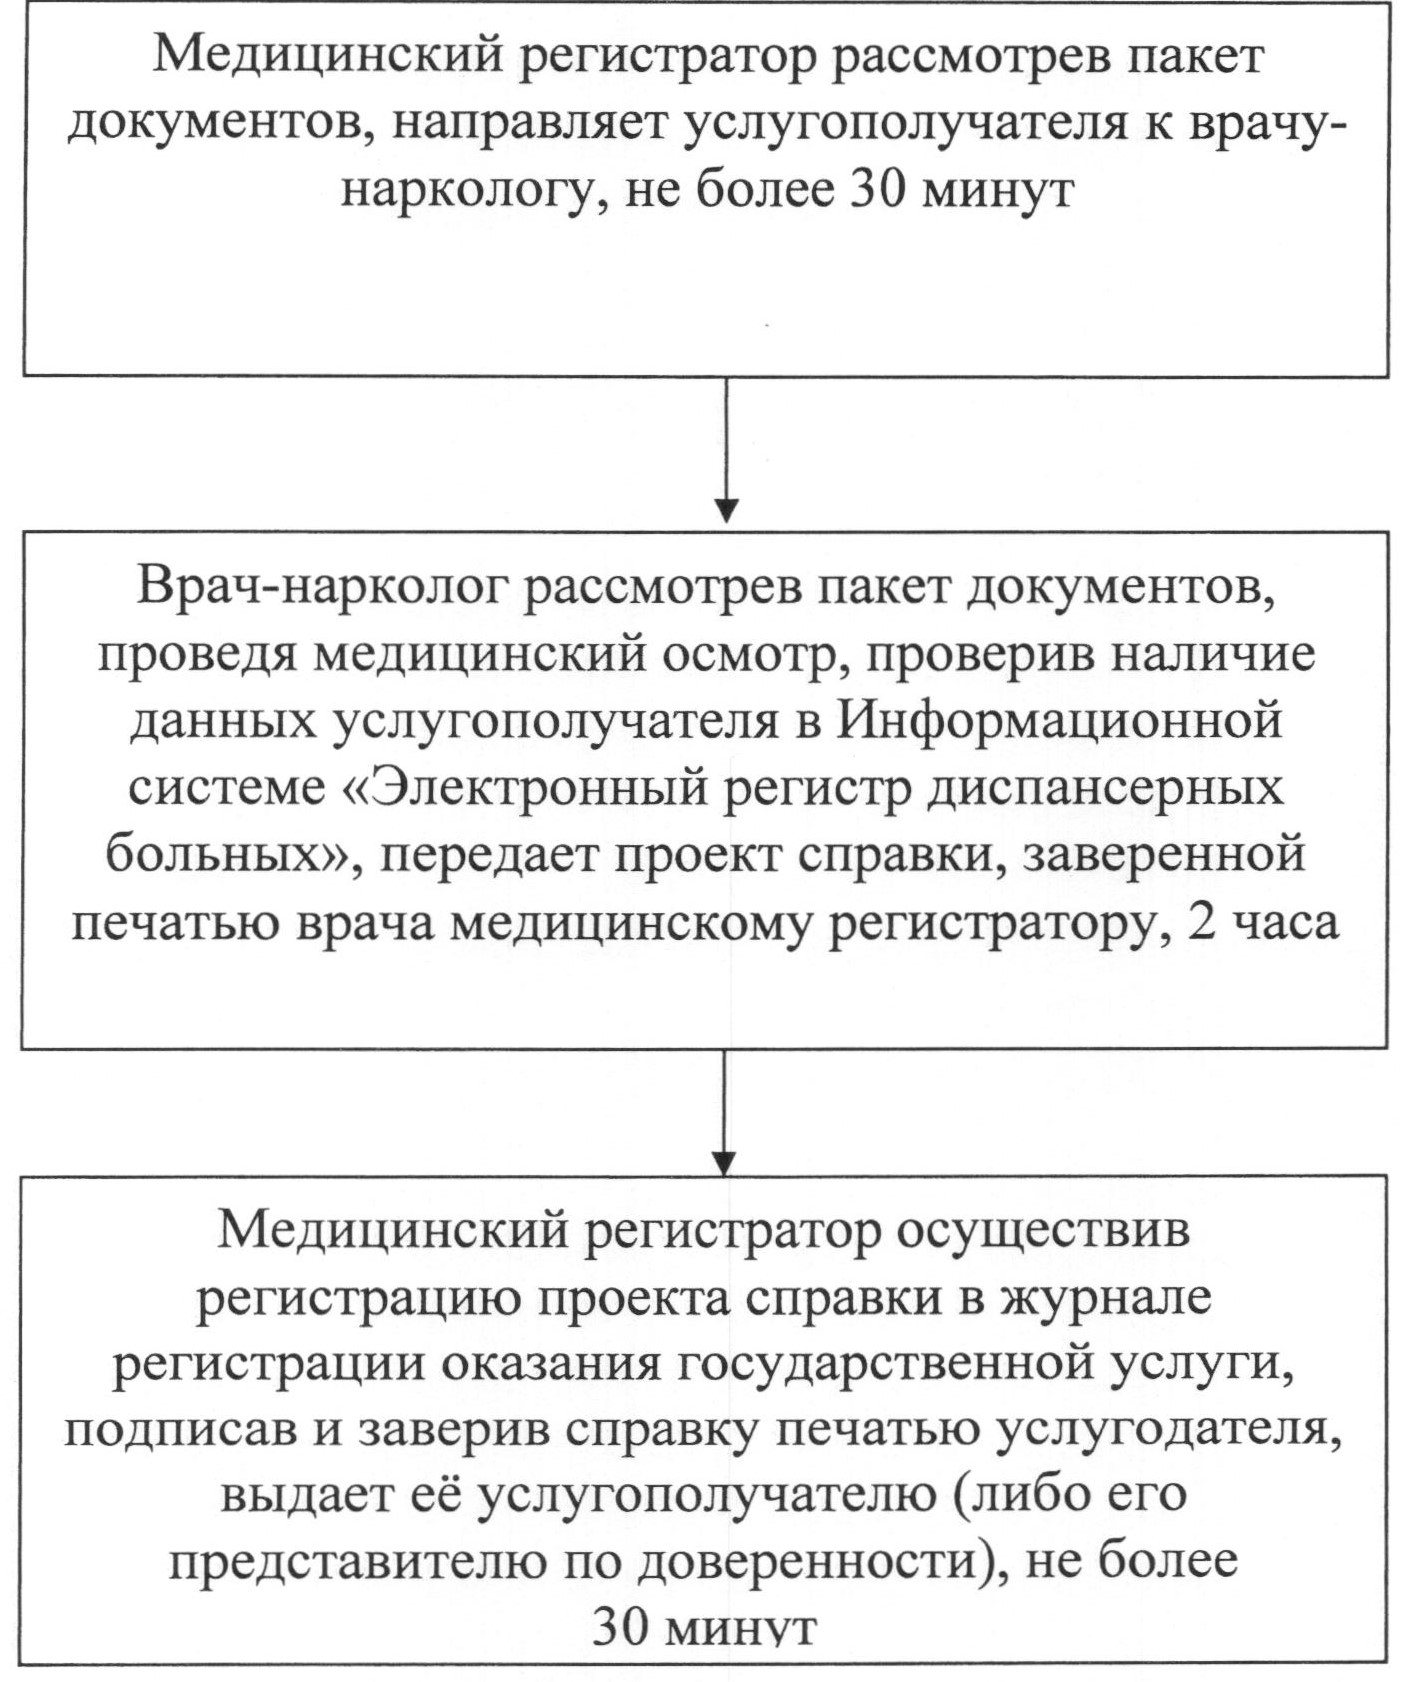 Медицинский регистратор рассмотрев пакет
документов, направляет услугополучателя к врачу-
наркологу, не более 30 минут
Врач-нарколог рассмотрев пакет документов,
проведя медицинский осмотр, проверив наличие
данных услугополучателя в Информационной
системе «Электронный регистр диспансерных
больных», передает проект справки, заверенной
печатью врача медицинскому регистратору, 2 часа
Медицинский регистратор осуществив
регистрацию проекта справки в журнале
регистрации оказания государственной услуги,
подписав и заверив справку печатью услугодателя,
выдает её услугополучателю (либо его
представителю по доверенности), не более
30 минут